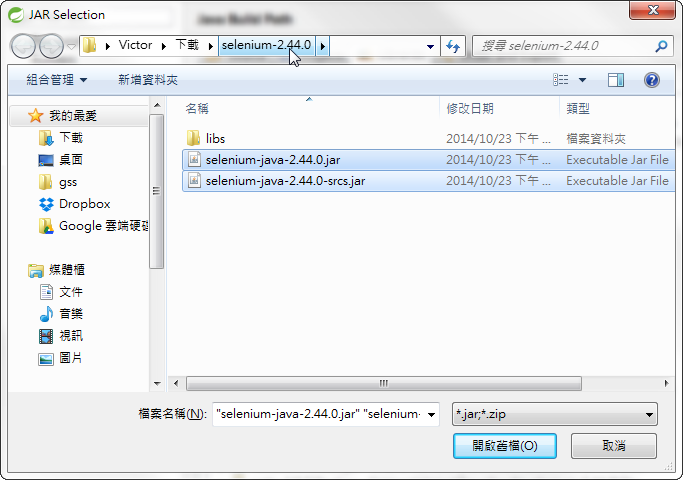 Java Build Path
JAR Selection
Victor 下載 selenium-2.44.0 搜尋 selenium-2.44.0
組合管理 新增資料夾
我的最愛
下載
桌面
gss
Dropbox
Google 雲端硬碟
媒體櫃
文件
音樂
視訊
圖片
名稱 修改日期 類型
libs 2014/10/23 下午 ... 檔案資料夾
selenium-java-2.44.0.jar 2014/10/23 下午 ... Executable Jar File
selenium-java-2.44.0-srcs.jar 2014/10/23 下午 ... Executable Jar File
檔案名稱(N): "selenium-java-2.44.0.jar" "selenium- *.jar;*.zip
開啟舊檔(O) 取消